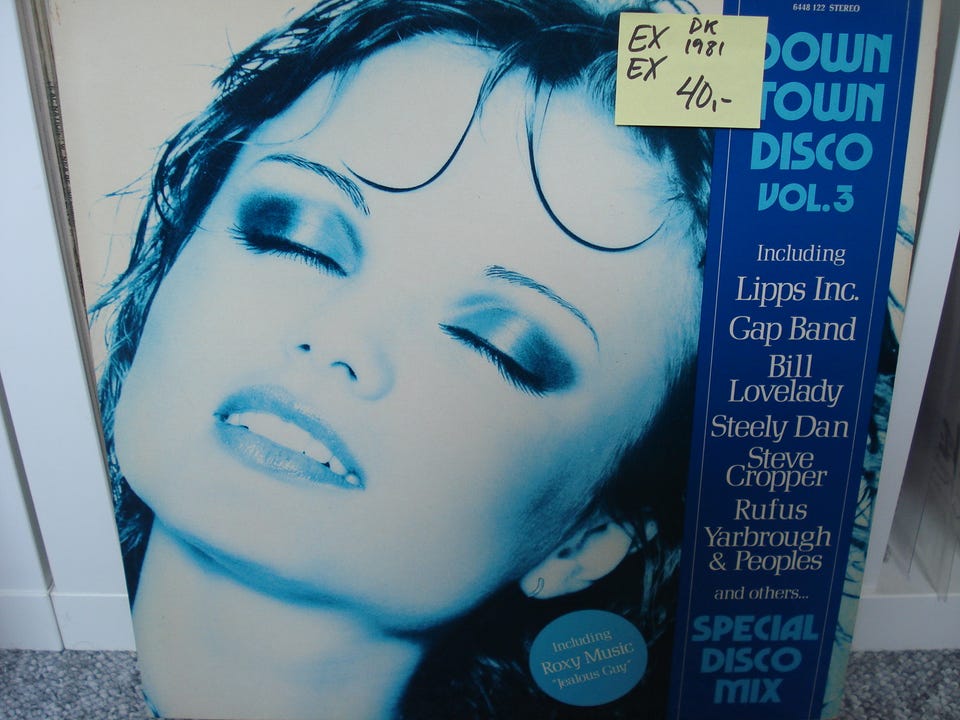 6448 122 STEREO
EX DK
1981
EX
40,-
DOWN
TOWN
DISCO
VOL.3
Including
Lipps Inc.
Gap Band
Bill
Lovelady
Steely Dan
Steve
Cropper
Rufus
Yarbrough
& Peoples
and others...
SPECIAL
DISCO
MIX
Including
Roxy Music
"Jealous Guy"